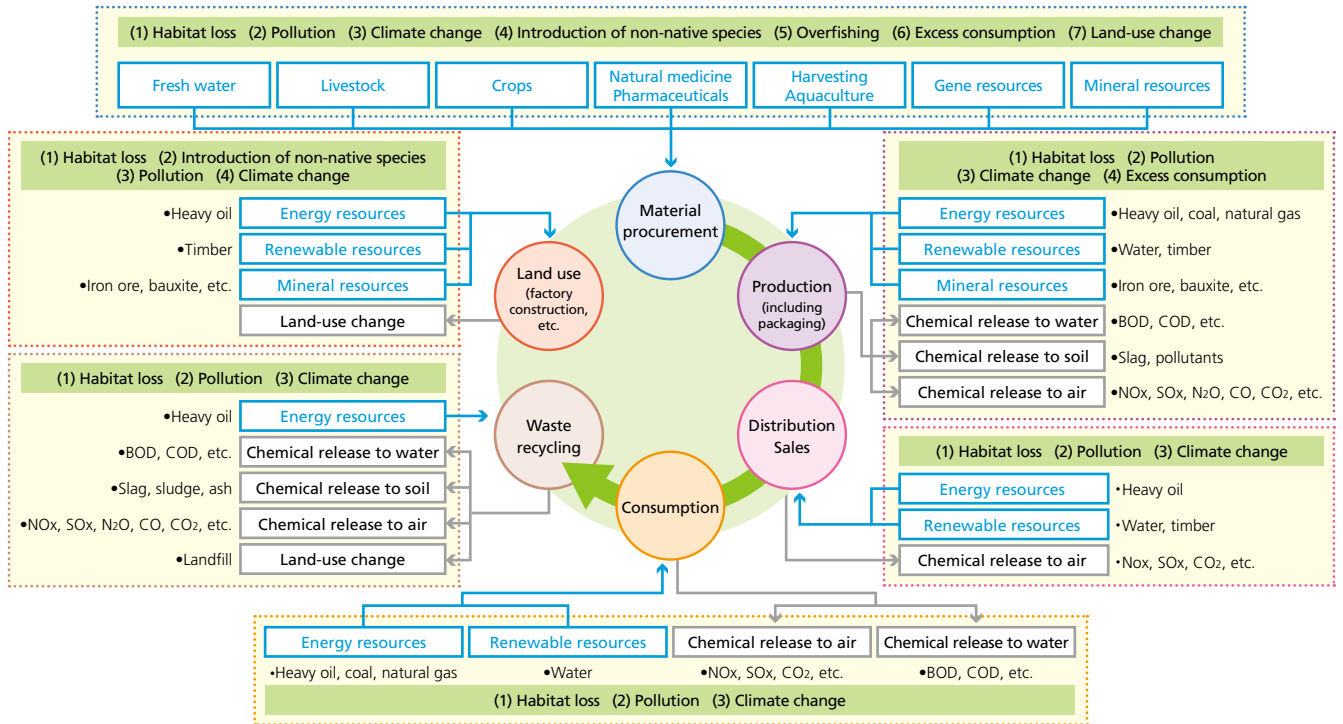 (1) Habitat loss (2) Pollution (3) Climate change (4) Introduction of non-native species (5) Overfishing (6) Excess consumption (7) Land-use change
Fresh water
Livestock
Crops
Natural medicine
Pharmaceuticals
Harvesting
Aquaculture
Gene resources
Mineral resources
(1) Habitat loss (2) Introduction of non-native species
(3) Pollution (4) Climate change
•Heavy oil
Energy resources
•Timber
Renewable resources
•Iron ore, bauxite, etc.
Mineral resources
Land-use change
Land use
(factory
construction,
etc.
Material
procurement
Production
(including
packaging)
(1) Habitat loss (2) Pollution
(3) Climate change (4) Excess consumption
Energy resources
•Heavy oil, coal, natural gas
Renewable resources
•Water, timber
Mineral resources
•Iron ore, bauxite, etc.
Chemical release to water
•BOD, COD, etc.
Chemical release to soil
•Slag, pollutants
Chemical release to air
•NOx, SOx, N2O, CO, CO2, etc.
(1) Habitat loss (2) Pollution (3) Climate change
•Heavy oil
Energy resources
•BOD, COD, etc.
Chemical release to water
•Slag, sludge, ash
Chemical release to soil
•NOx, SOx, N2O, CO, CO2, etc.
Chemical release to air
•Landfill
Land-use change
Waste
recycling
Consumption
Distribution
Sales
(1) Habitat loss (2) Pollution (3) Climate change
Energy resources
•Heavy oil
Renewable resources
•Water, timber
Chemical release to air
•Nox, SOx, CO2, etc.
Energy resources
Renewable resources
Chemical release to air
Chemical release to water
•Heavy oil, coal, natural gas
•Water
•NOx, SOx, CO2, etc.
•BOD, COD, etc.
(1) Habitat loss (2) Pollution (3) Climate change